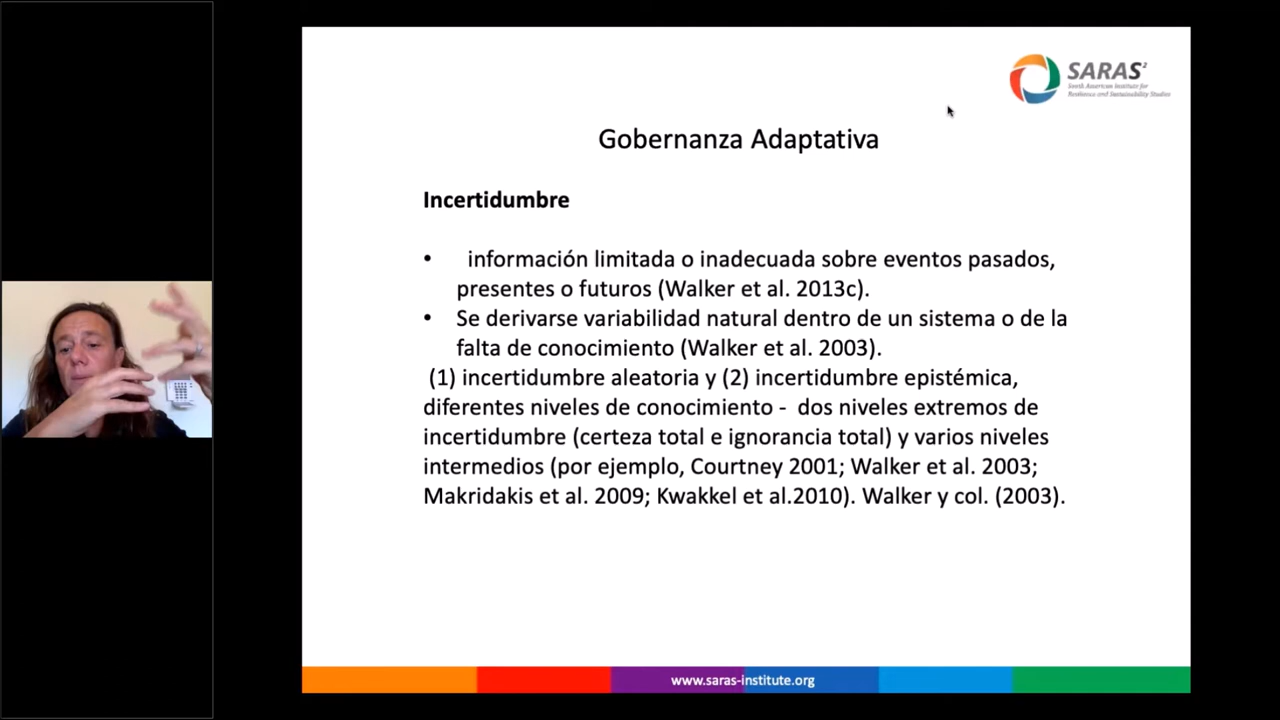 SARAS²
South American Institute for
Resilience and Sustainability Studies
Gobernanza Adaptativa
Incertidumbre
• información limitada o inadecuada sobre eventos pasados,
presentes o futuros (Walker et al. 2013c).
• Se derivarse variabilidad natural dentro de un sistema o de la
falta de conocimiento (Walker et al. 2003).
(1) incertidumbre aleatoria y (2) incertidumbre epistémica,
diferentes niveles de conocimiento - dos niveles extremos de
incertidumbre (certeza total e ignorancia total) y varios niveles
intermedios (por ejemplo, Courtney 2001; Walker et al. 2003;
Makridakis et al. 2009; Kwakkel et al.2010). Walker y col. (2003).
www.saras-institute.org